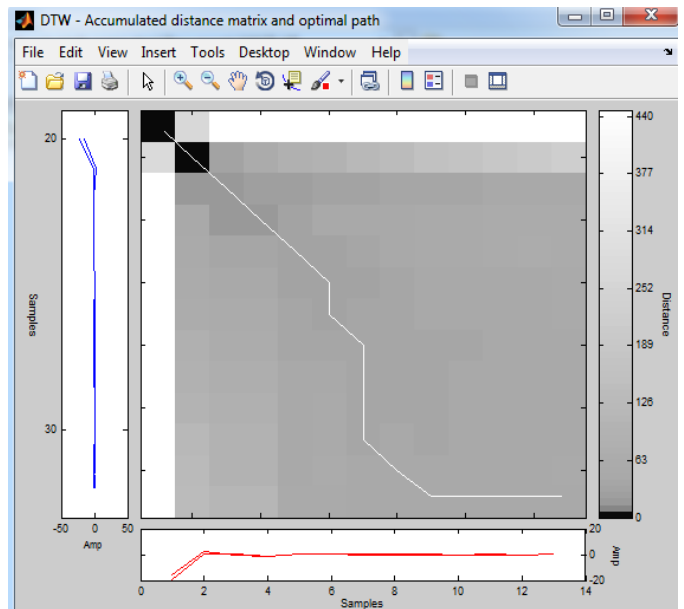 DTW - Accumulated distance matrix and optimal path
File Edit View Insert Tools Desktop Window Help
20
30
Samples
-50 0 50
Amp
440
377
314
252
189
126
63
0
Distance
20
0
-20
Amp
0 2 4 6 8 10 12 14
Samples